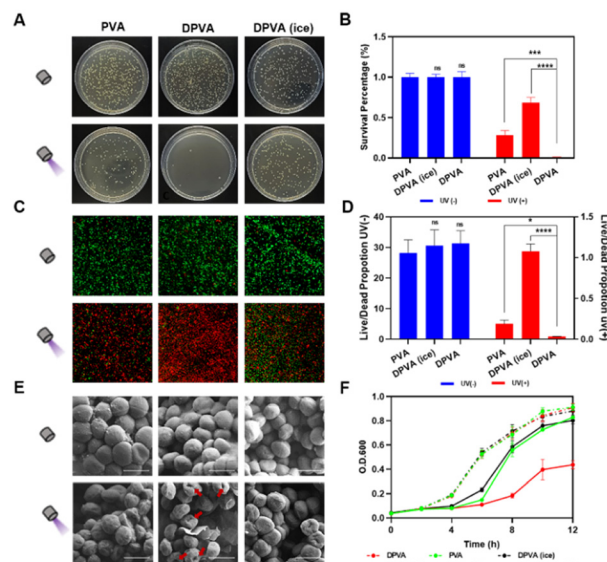 A
PVA
DPVA
DPVA (ice)
B
Survival Percentage (%)
1.5
1.0
0.5
0.0
ns
ns
***
****
PVA
DPVA (ice)
DPVA
PVA
DPVA (ice)
DPVA
UV (-)
UV (+)
C
D
Live/Dead Propotion UV(-)
40
30
20
10
0
ns
ns
*
****
1.5
1.0
0.5
0.0
Live/Dead Propotion UV(+)
PVA
DPVA (ice)
DPVA
PVA
DPVA (ice)
DPVA
UV(-)
UV(+)
E
F
O.D.600
1.0
0.8
0.6
0.4
0.2
0.0
0
4
8
12
Time (h)
DPVA
PVA
DPVA (ice)